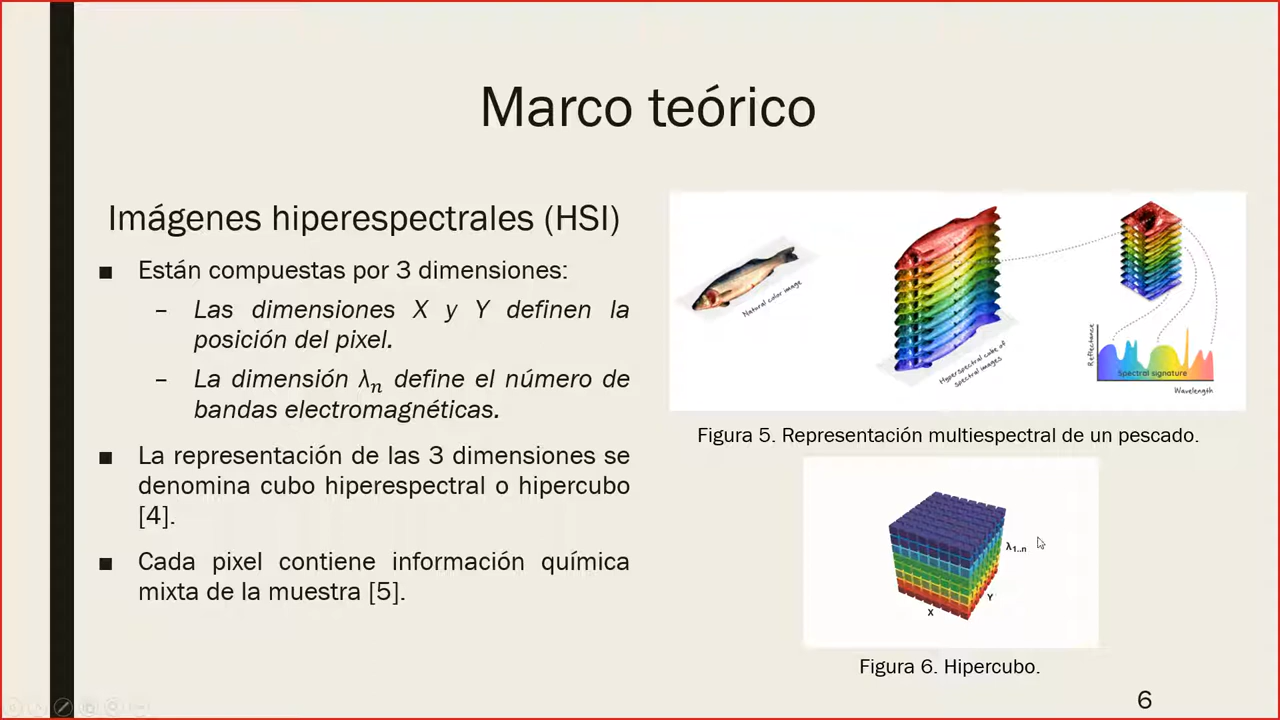 Marco teórico
Imágenes hiperespectrales (HSI)
■ Están compuestas por 3 dimensiones:
– Las dimensiones X y Y definen la
posición del pixel.
– La dimensión λₙ define el número de
bandas electromagnéticas.
■ La representación de las 3 dimensiones se
denomina cubo hiperespectral o hipercubo
[4].
■ Cada pixel contiene información química
mixta de la muestra [5].
Natural color image
Hyperspectral cube of
spectral images
Reflectance
Spectral signature
Wavelength
Figura 5. Representación multiespectral de un pescado.
λ1..n
Y
X
Figura 6. Hipercubo.
6